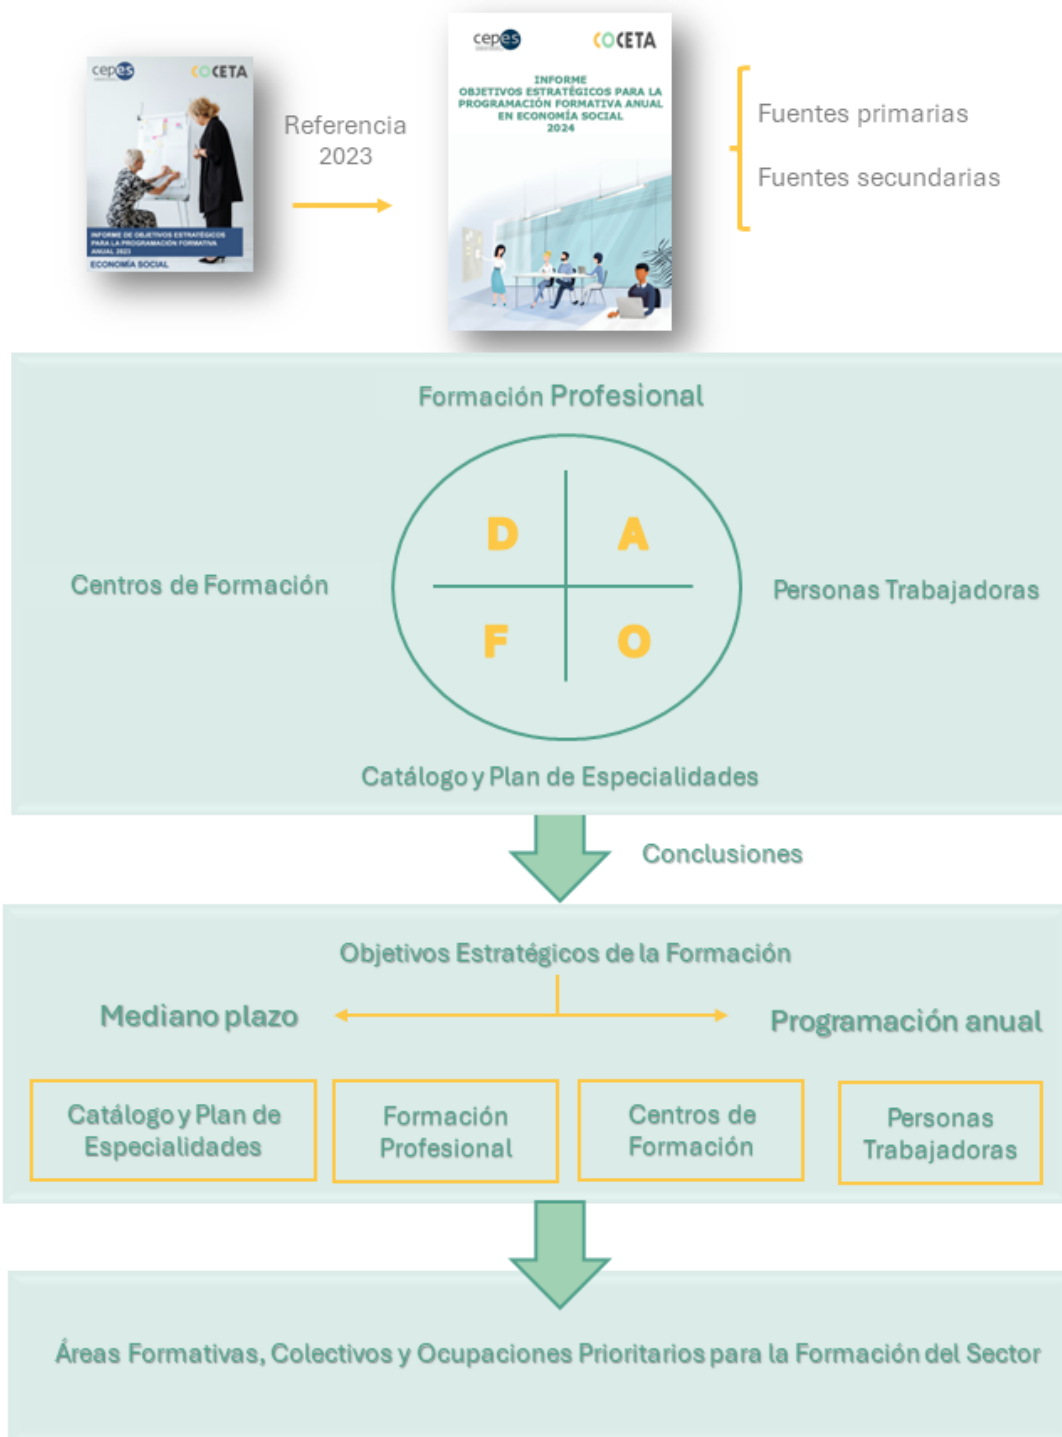 cepes
COCETA
INFORME DE OBJETIVOS ESTRATÉGICOS
PARA LA PROGRAMACIÓN FORMATIVA
ANUAL 2023
ECONOMÍA SOCIAL
Referencia
2023
cepes
COCETA
INFORME
OBJETIVOS ESTRATÉGICOS PARA LA
PROGRAMACIÓN FORMATIVA ANUAL
EN ECONOMÍA SOCIAL
2024
Fuentes primarias
Fuentes secundarias
Formación Profesional
D A
F O
Centros de Formación
Personas Trabajadoras
Catálogo y Plan de Especialidades
Conclusiones
Objetivos Estratégicos de la Formación
Mediano plazo
Programación anual
Catálogo y Plan de
Especialidades
Formación
Profesional
Centros de
Formación
Personas
Trabajadoras
Áreas Formativas, Colectivos y Ocupaciones Prioritarios para la Formación del Sector